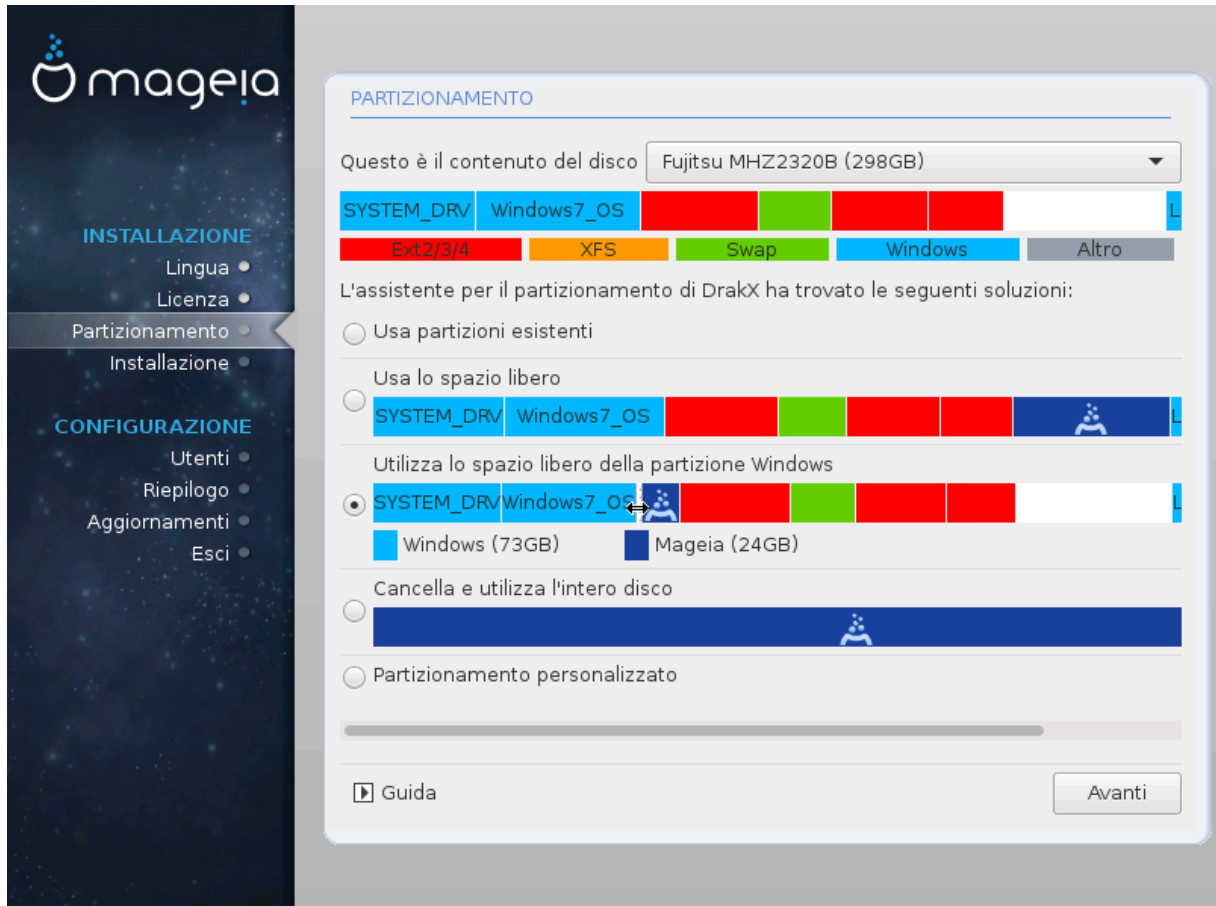 mageia
INSTALLAZIONE
Lingua
Licenza
Partizionamento
Installazione
CONFIGURAZIONE
Utenti
Riepilogo
Aggiornamenti
Esci
PARTIZIONAMENTO
Questo è il contenuto del disco Fujitsu MHZ2320B (298GB)
SYSTEM_DRV Windows7_OS L
Ext2/3/4 XFS Swap Windows Altro
L'assistente per il partizionamento di DrakX ha trovato le seguenti soluzioni:
Usa partizioni esistenti
Usa lo spazio libero
SYSTEM_DRV Windows7_OS L
Utilizza lo spazio libero della partizione Windows
SYSTEM_DRV Windows7_OS L
Windows (73GB) Mageia (24GB)
Cancella e utilizza l'intero disco
Partizionamento personalizzato
Guida Avanti